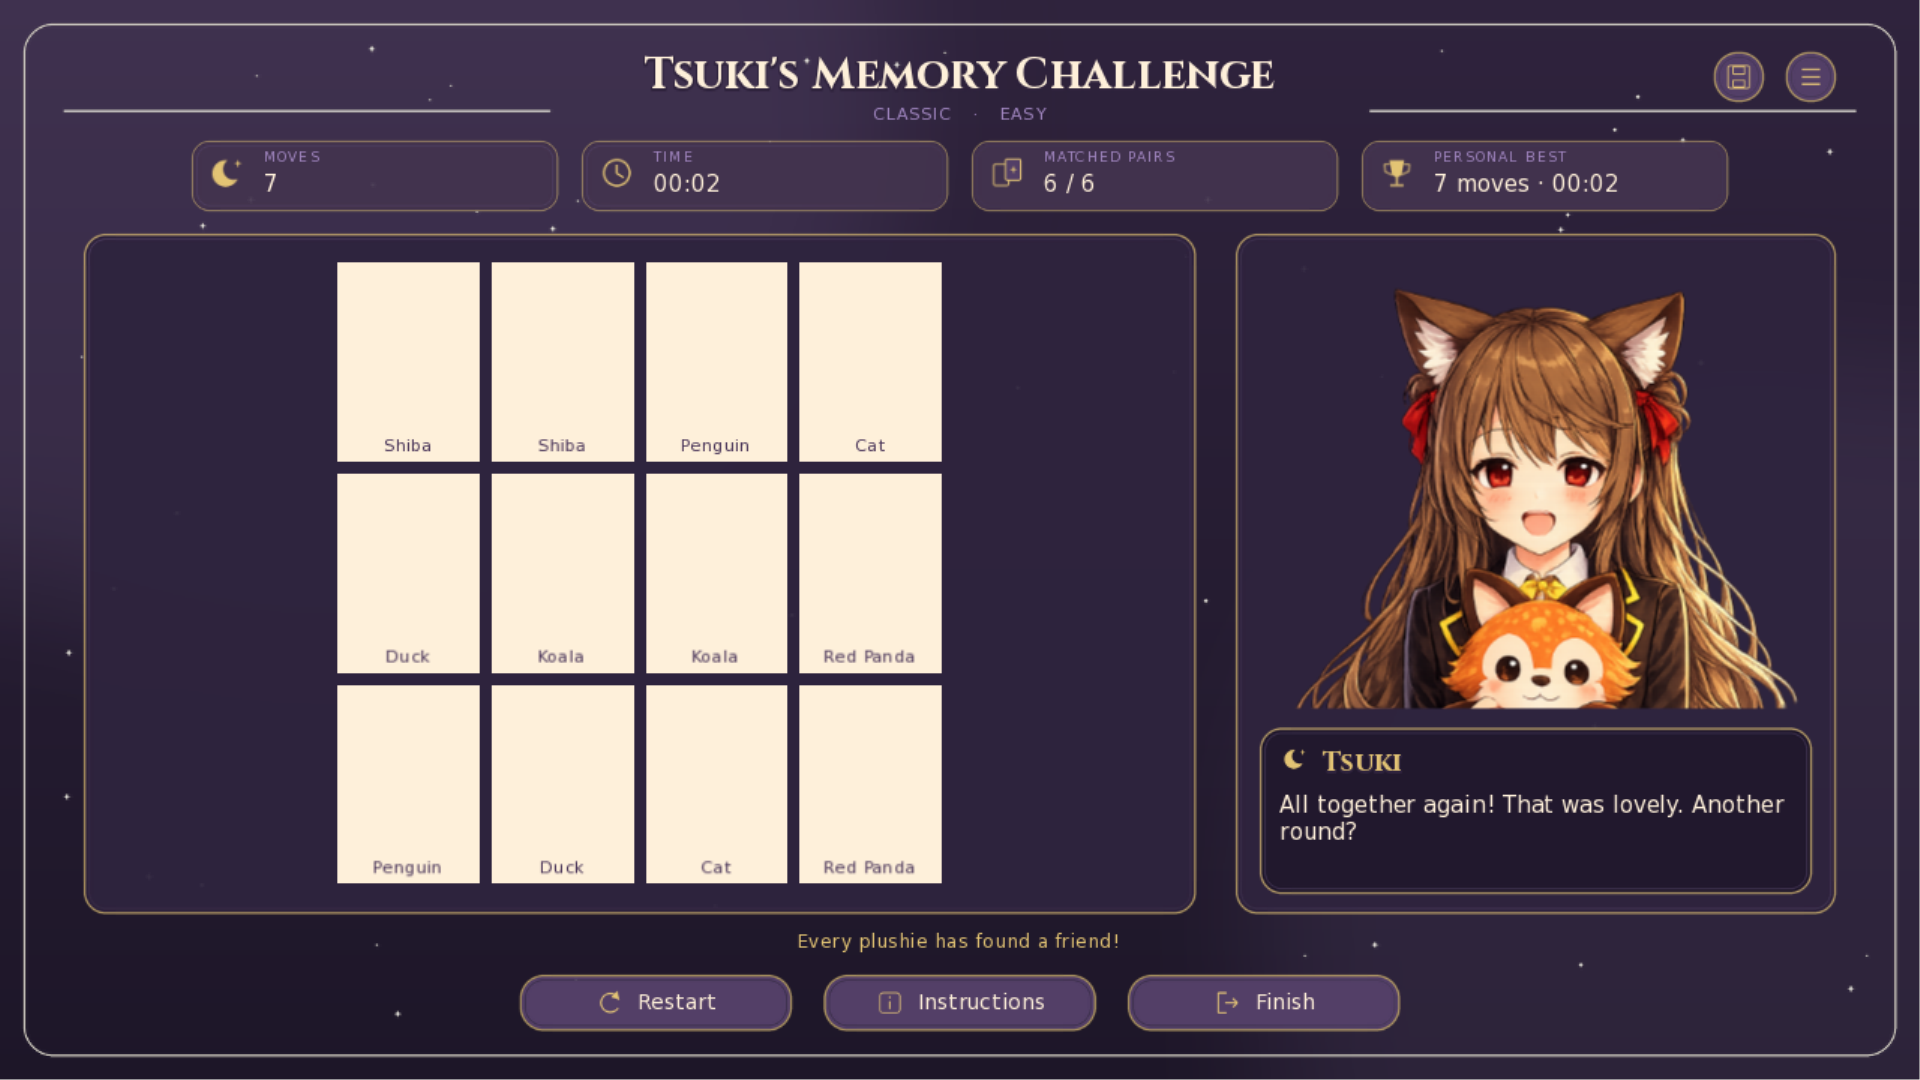 Tsuki's Memory Challenge
CLASSIC · EASY
MOVES
7
TIME
00:02
MATCHED PAIRS
6 / 6
PERSONAL BEST
7 moves · 00:02
Shiba
Shiba
Penguin
Cat
Duck
Koala
Koala
Red Panda
Penguin
Duck
Cat
Red Panda
Tsuki
All together again! That was lovely. Another
round?
Every plushie has found a friend!
Restart
Instructions
Finish